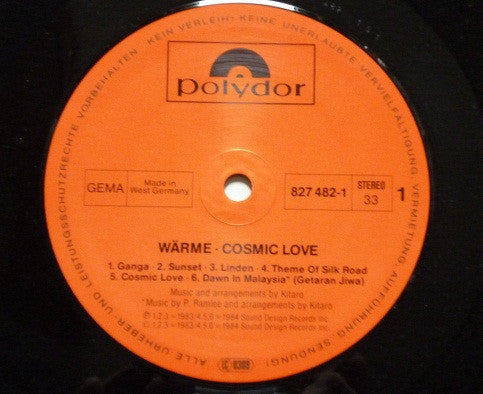 ALLE URHEBER- UND LEISTUNGSSCHUTZRECHTE VORBEHALTEN KEIN VERLEIH! KEINE UNERLAUBTE VERVIELFÄLTIGUNG, VERMIETUNG, AUFFÜHRUNG, SENDUNG!
polydor
GEMA
Made in
West Germany
827 482-1
STEREO
33
1
WÄRME · COSMIC LOVE
1. Ganga · 2. Sunset · 3. Linden · 4. Theme Of Silk Road
5. Cosmic Love · 6. Dawn In Malaysia* (Getaran Jiwa)
Music and arrangements by Kitaro
*Music by P. Ramlee and arrangements by Kitaro
Ⓟ 1,2,3 = 1983/4,5,6 = 1984 Sound Design Records Inc.
© 1,2,3 = 1983/4,5,6 = 1984 Sound Design Records Inc.
LC 0309